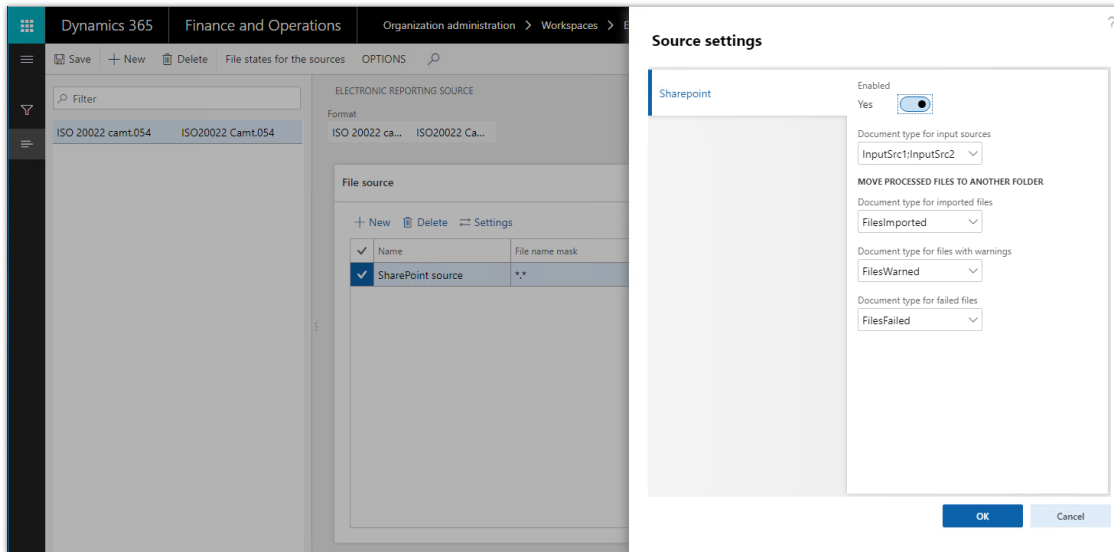 Dynamics 365
Finance and Operations
Organization administration > Workspaces > E
Save
New
Delete
File states for the sources
OPTIONS
Filter
ISO 20022 camt.054 ISO20022 Camt.054
ELECTRONIC REPORTING SOURCE
Format
ISO 20022 ca... ISO20022 Ca...
File source
New
Delete
Settings
Name
File name mask
SharePoint source
*.*
?
Source settings
Sharepoint
Enabled
Yes
Document type for input sources
InputSrc1;InputSrc2
MOVE PROCESSED FILES TO ANOTHER FOLDER
Document type for imported files
FilesImported
Document type for files with warnings
FilesWarned
Document type for failed files
FilesFailed
OK
Cancel